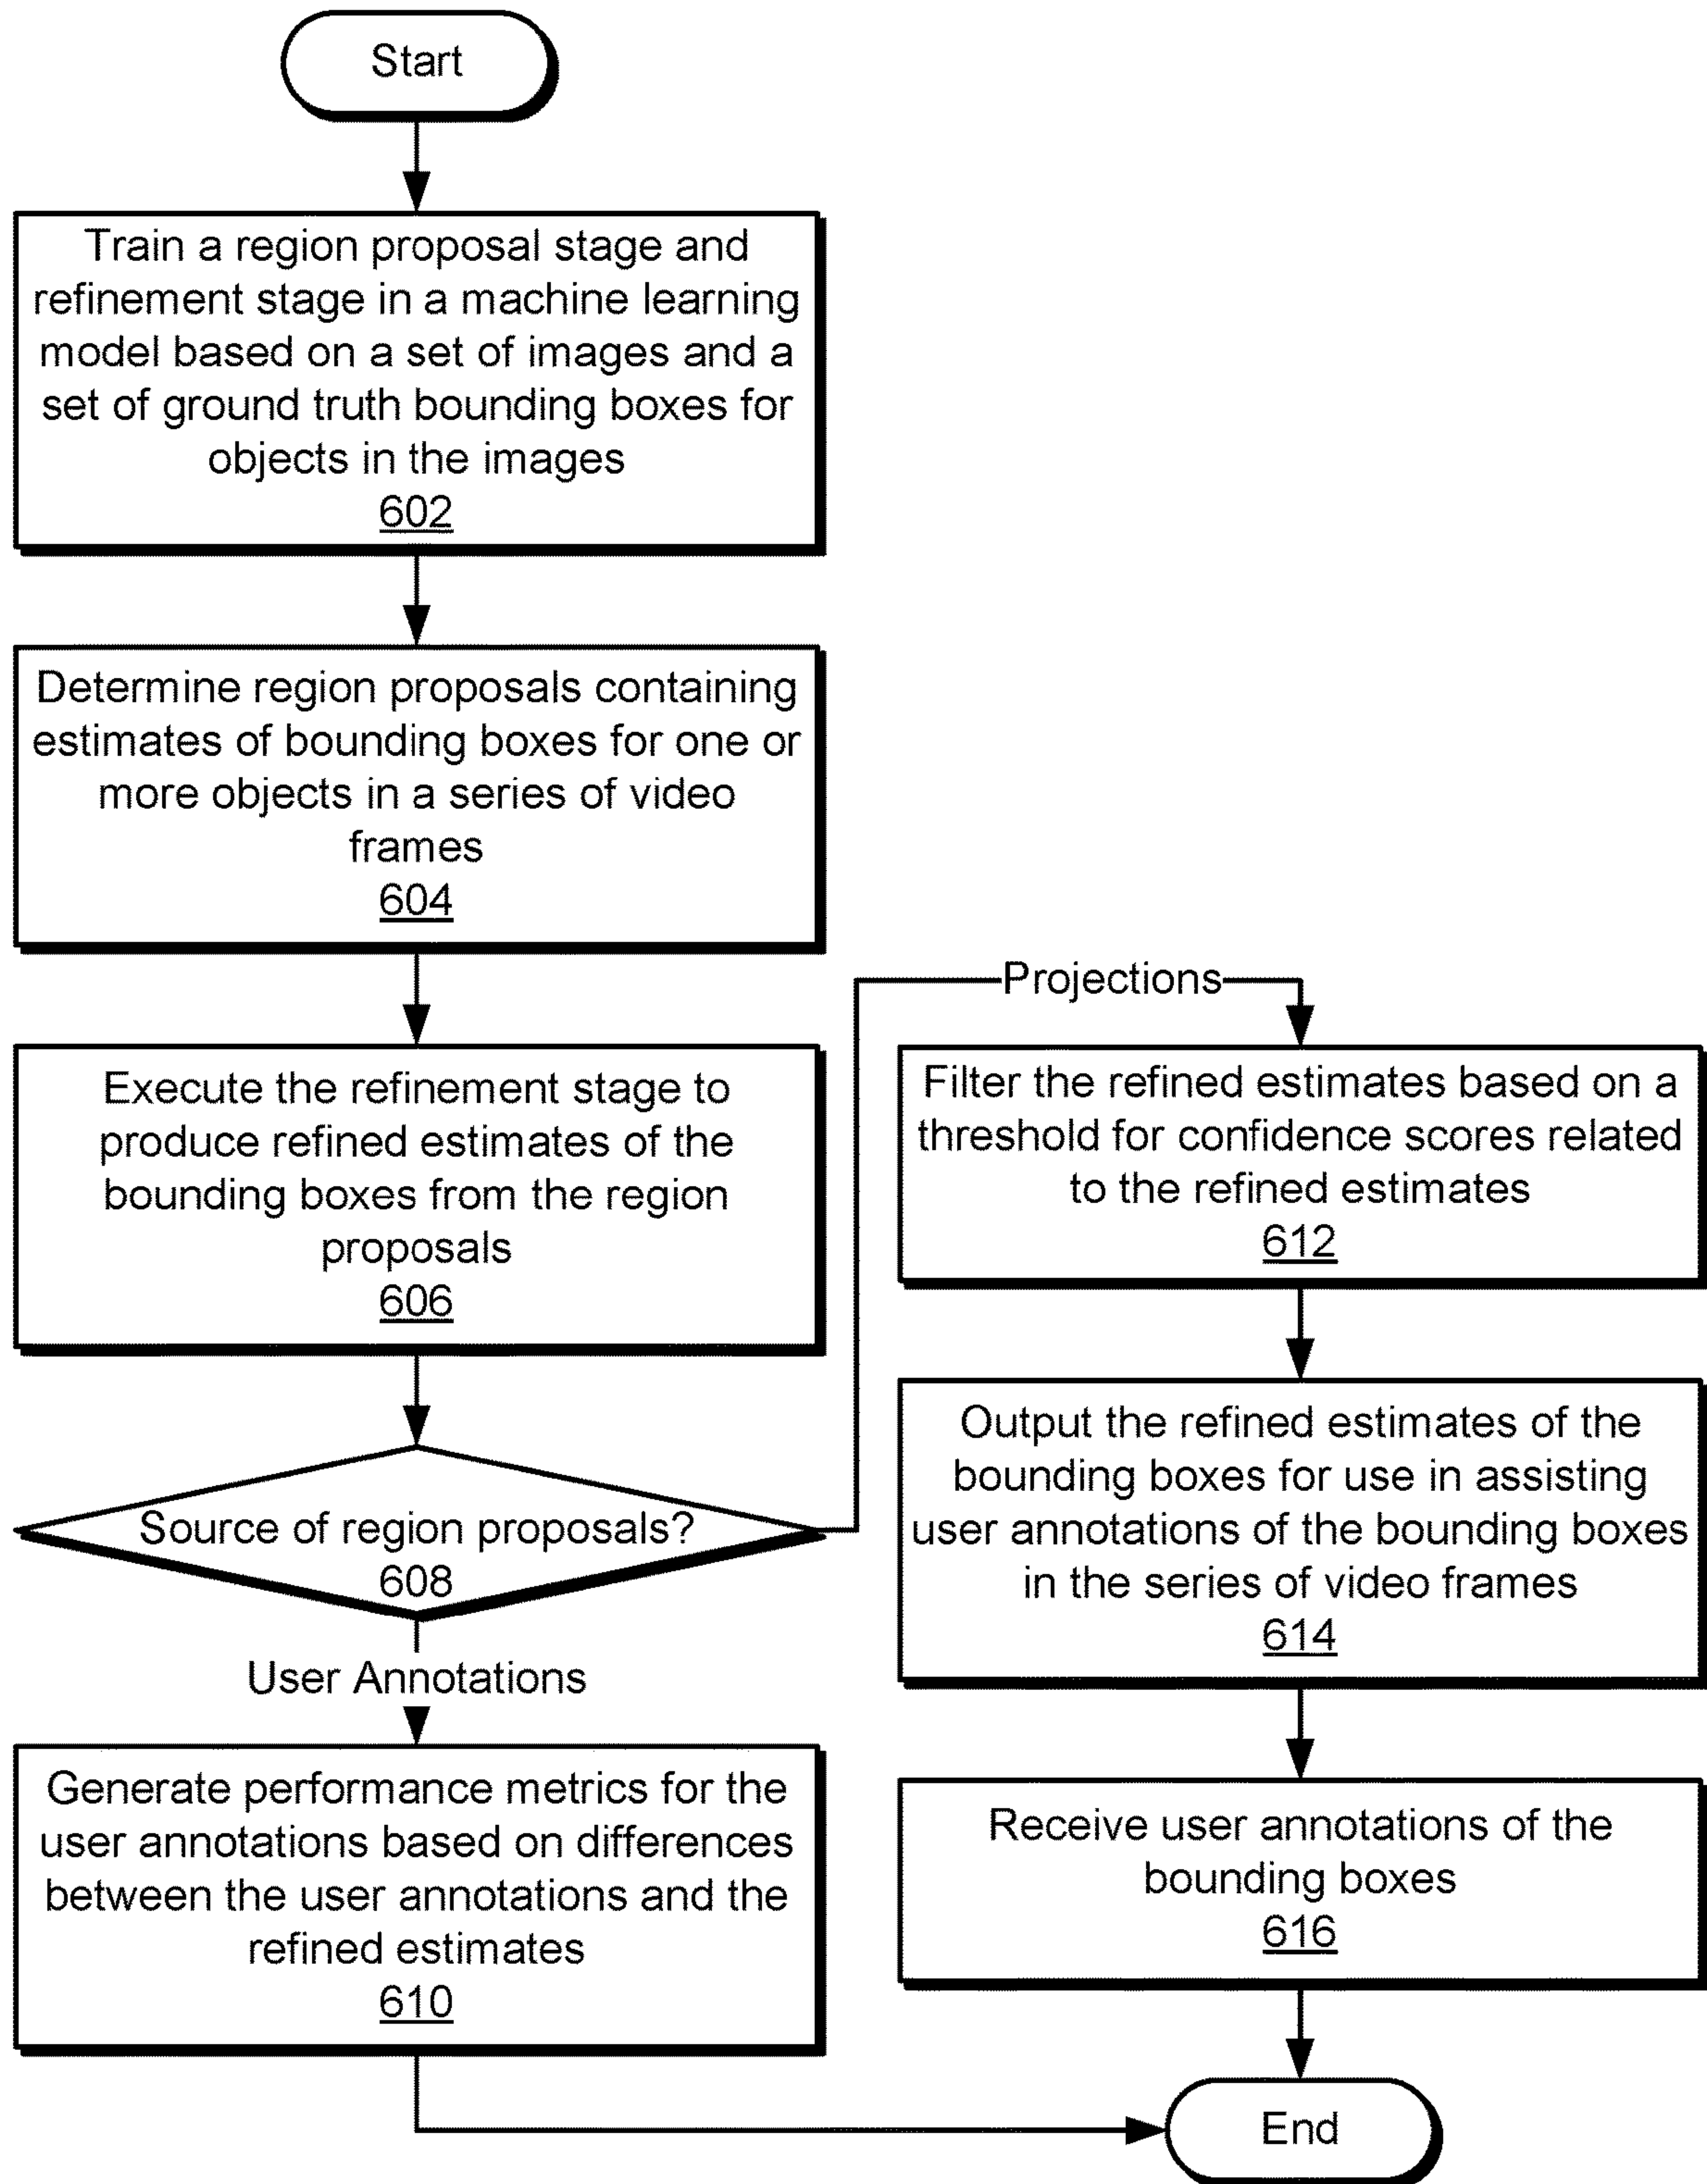 Start
Train a region proposal stage and
refinement stage in a machine learning
model based on a set of images and a
set of ground truth bounding boxes for
objects in the images
602
Determine region proposals containing
estimates of bounding boxes for one or
more objects in a series of video
frames
604
Execute the refinement stage to
produce refined estimates of the
bounding boxes from the region
proposals
606
Source of region proposals?
608
User Annotations
Generate performance metrics for the
user annotations based on differences
between the user annotations and the
refined estimates
610
Projections
Filter the refined estimates based on a
threshold for confidence scores related
to the refined estimates
612
Output the refined estimates of the
bounding boxes for use in assisting
user annotations of the bounding boxes
in the series of video frames
614
Receive user annotations of the
bounding boxes
616
End